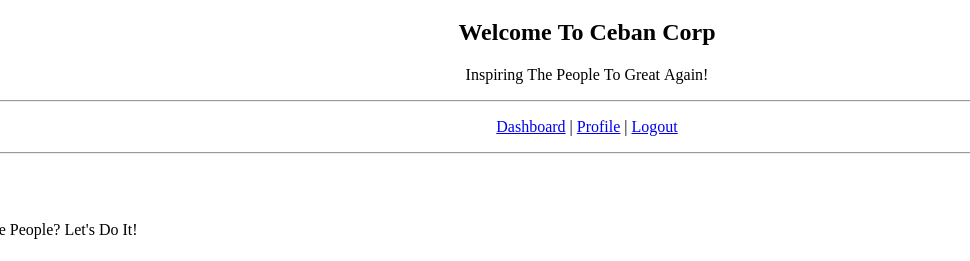 Welcome To Ceban Corp
Inspiring The People To Great Again!
Dashboard | Profile | Logout
e People? Let's Do It!